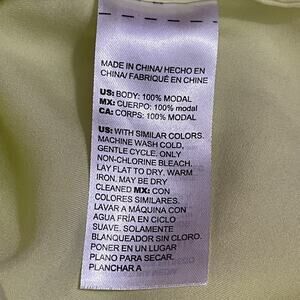 MADE IN CHINA/ HECHO EN
CHINA/ FABRIQUÉ EN CHINE
US: BODY: 100% MODAL
MX: CUERPO: 100% modal
CA: CORPS: 100% MODAL
US: WITH SIMILAR COLORS.
MACHINE WASH COLD,
GENTLE CYCLE. ONLY
NON-CHLORINE BLEACH.
LAY FLAT TO DRY. WARM
IRON. MAY BE DRY
CLEANED MX: CON
COLORES SIMILARES.
LAVAR A MÁQUINA CON
AGUA FRÍA EN CICLO
SUAVE. SOLAMENTE
BLANQUEADOR SIN CLORO.
PONER EN UN LUGAR
PLANO PARA SECAR.
PLANCHAR A